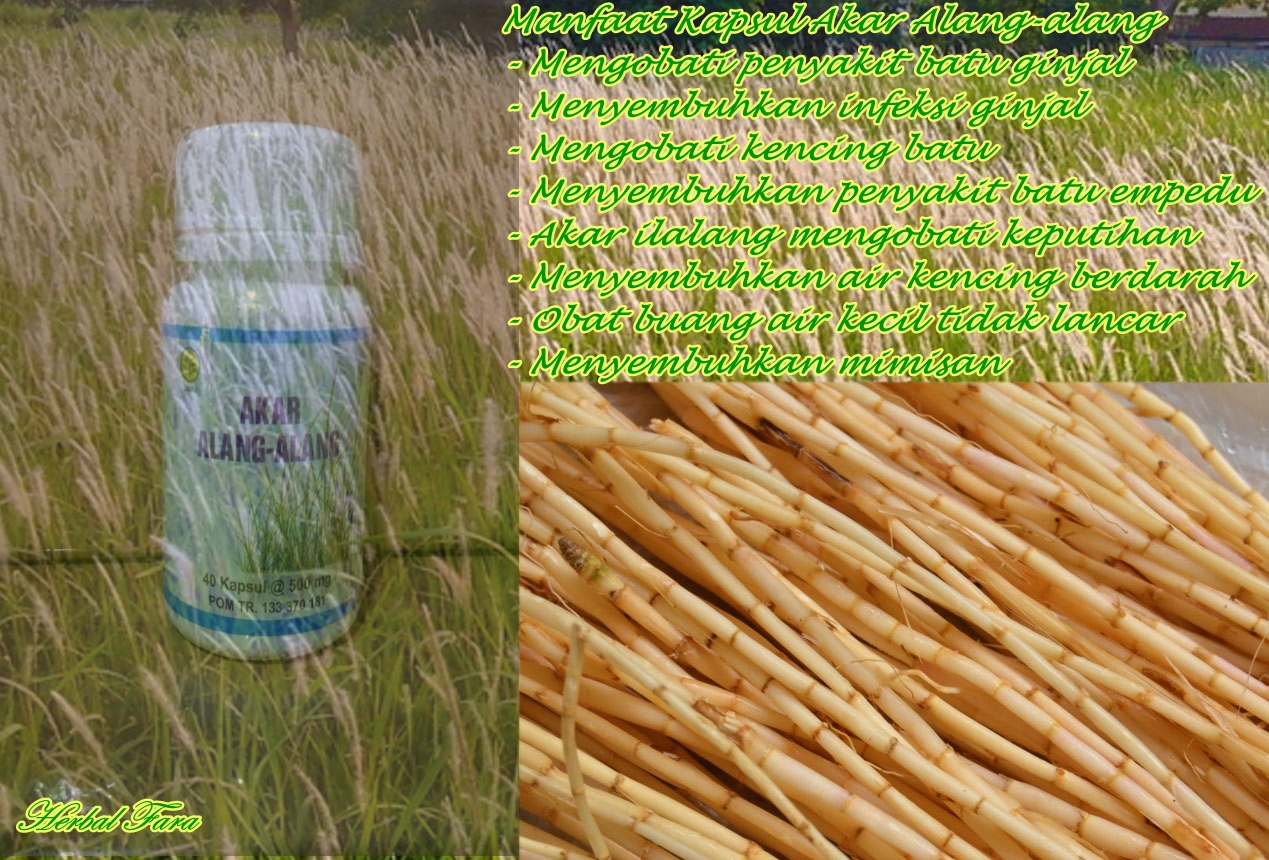 Manfaat Kapsul Akar Alang-alang
- Mengobati penyakit batu ginjal
- Menyembuhkan infeksi ginjal
- Mengobati kencing batu
- Menyembuhkan penyakit batu empedu
- Akar ilalang mengobati keputihan
- Menyembuhkan air kencing berdarah
- Obat buang air kecil tidak lancar
- Menyembuhkan mimisan
AKAR
ALANG-ALANG
40 Kapsul @ 500 mg
POM TR. 133 370 181
Herbal Fara